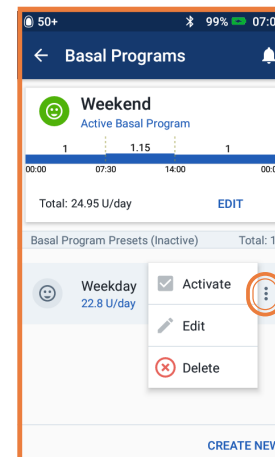 50+ 99% 07:0
Basal Programs
Weekend
Active Basal Program
1 1.15 1
00:00 07:30 14:00 00:0
Total: 24.95 U/day EDIT
Basal Program Presets (Inactive) Total: 1
Weekday
22.8 U/day
Activate
Edit
Delete
CREATE NEW